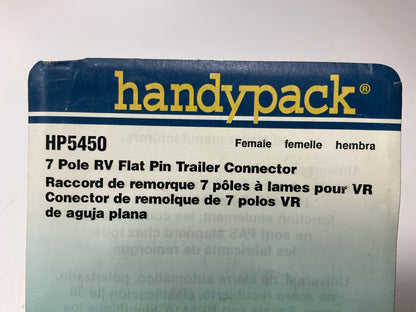 handypack®
HP5450 Female femelle hembra
7 Pole RV Flat Pin Trailer Connector
Raccord de remorque 7 pôles à lames pour VR
Conector de remolque de 7 polos VR
de aguja plana